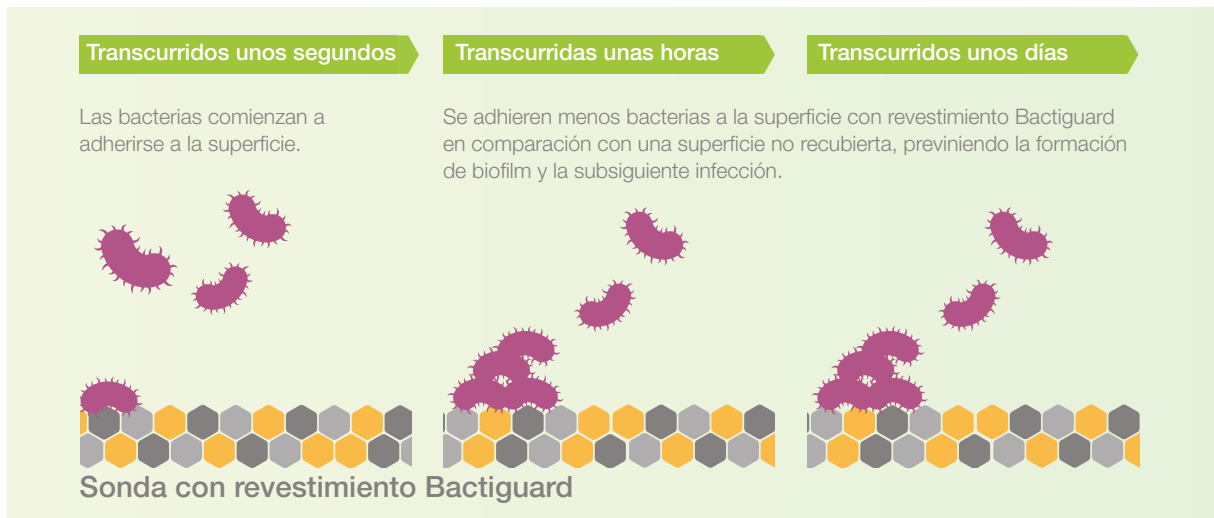 Transcurridos unos segundos
Transcurridas unas horas
Transcurridos unos días
Las bacterias comienzan a
adherirse a la superficie.
Se adhieren menos bacterias a la superficie con revestimiento Bactiguard
en comparación con una superficie no recubierta, previniendo la formación
de biofilm y la subsiguiente infección.
Sonda con revestimiento Bactiguard